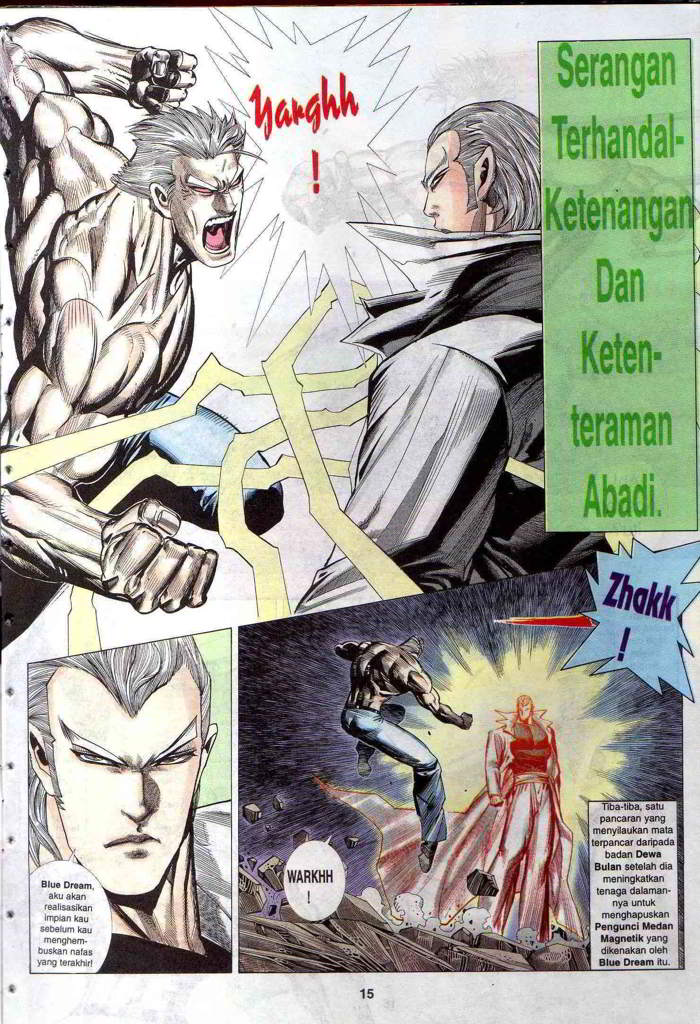 Yarghh
!
Serangan
Terhandal-
Ketenangan
Dan
Keten-
teraman
Abadi.
Zhakk
!
Blue Dream,
aku akan
realisasikan
impian kau
sebelum kau
menghem-
buskan nafas
yang terakhir!
WARKHH
!
Tiba-tiba, satu
pancaran yang
menyilaukan mata
terpancar daripada
badan Dewa
Bulan setelah dia
meningkatkan
tenaga dalaman-
nya untuk
menghapuskan
Pengunci Medan
Magnetik yang
dikenakan oleh
Blue Dream itu.
15